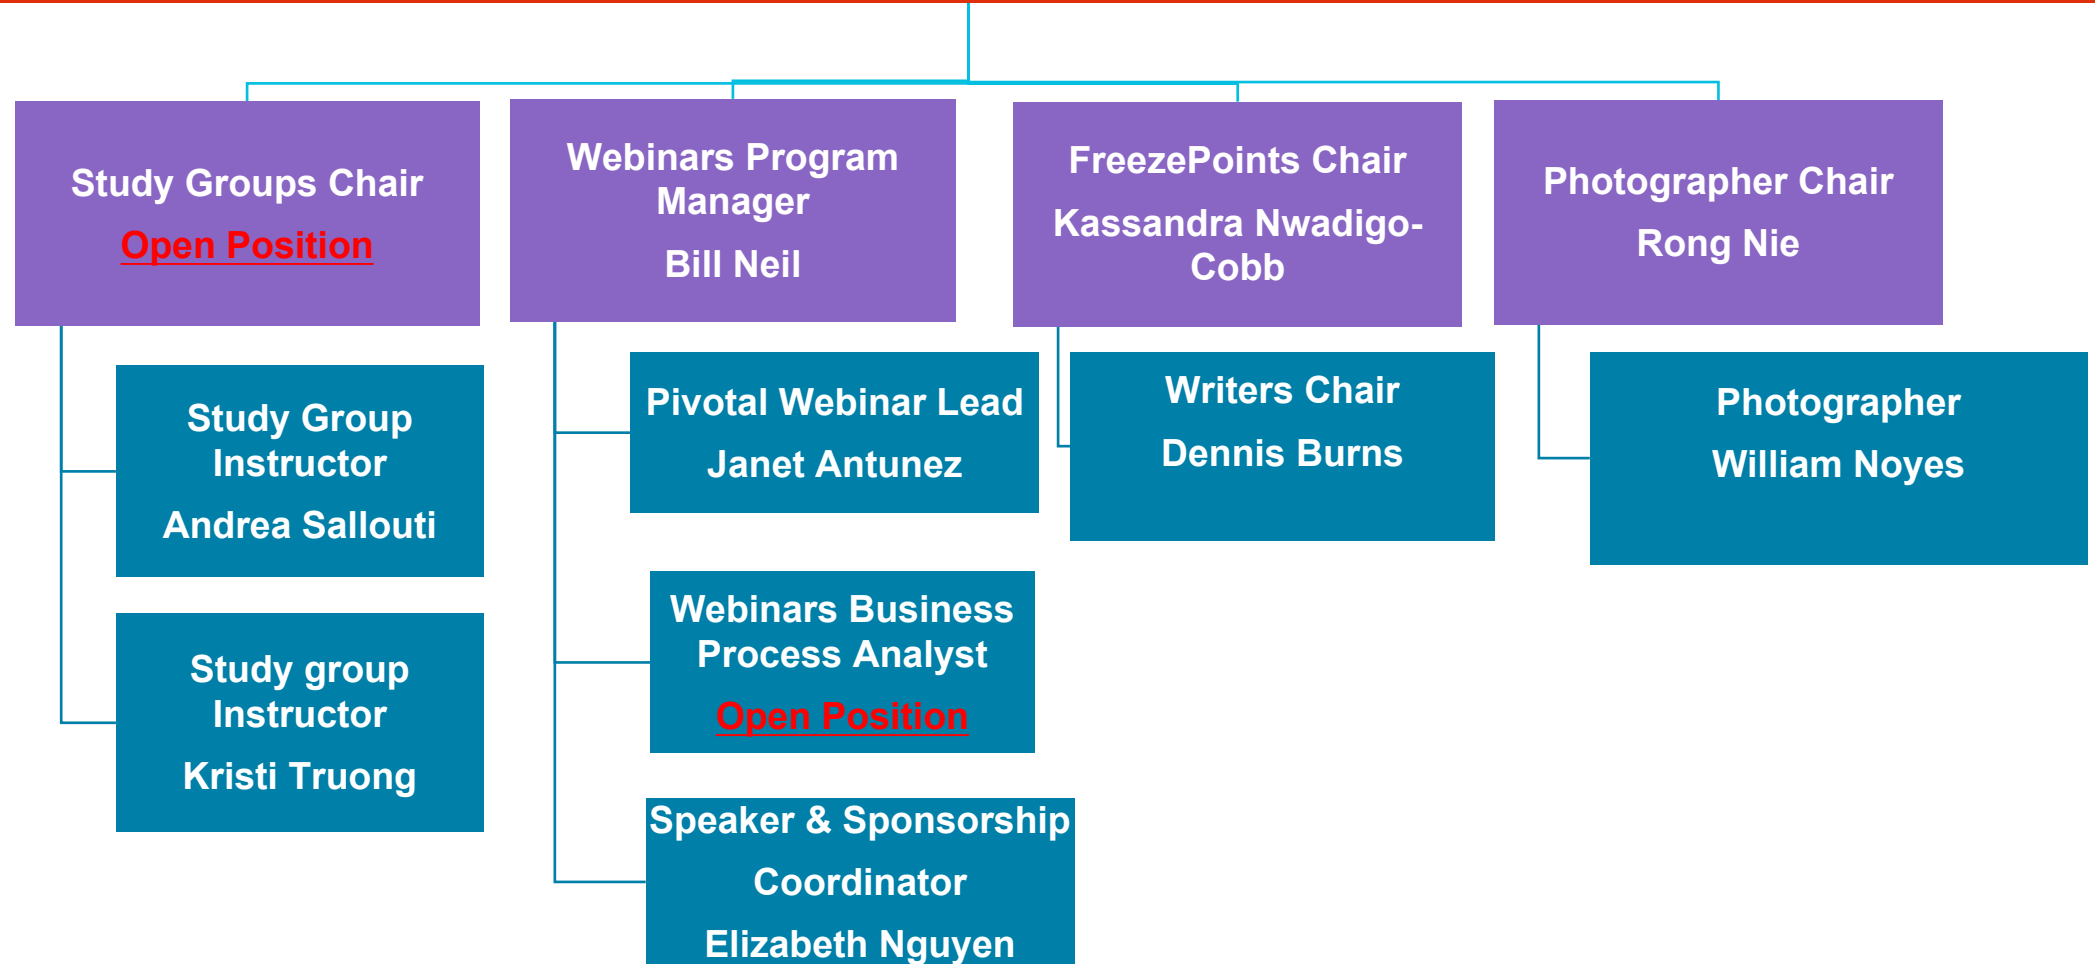 Study Groups Chair
Open Position
Webinars Program
Manager
Bill Neil
FreezePoints Chair
Kassandra Nwadigo-
Cobb
Photographer Chair
Rong Nie
Study Group
Instructor
Andrea Sallouti
Study group
Instructor
Kristi Truong
Pivotal Webinar Lead
Janet Antunez
Webinars Business
Process Analyst
Open Position
Speaker & Sponsorship
Coordinator
Elizabeth Nguyen
Writers Chair
Dennis Burns
Photographer
William Noyes